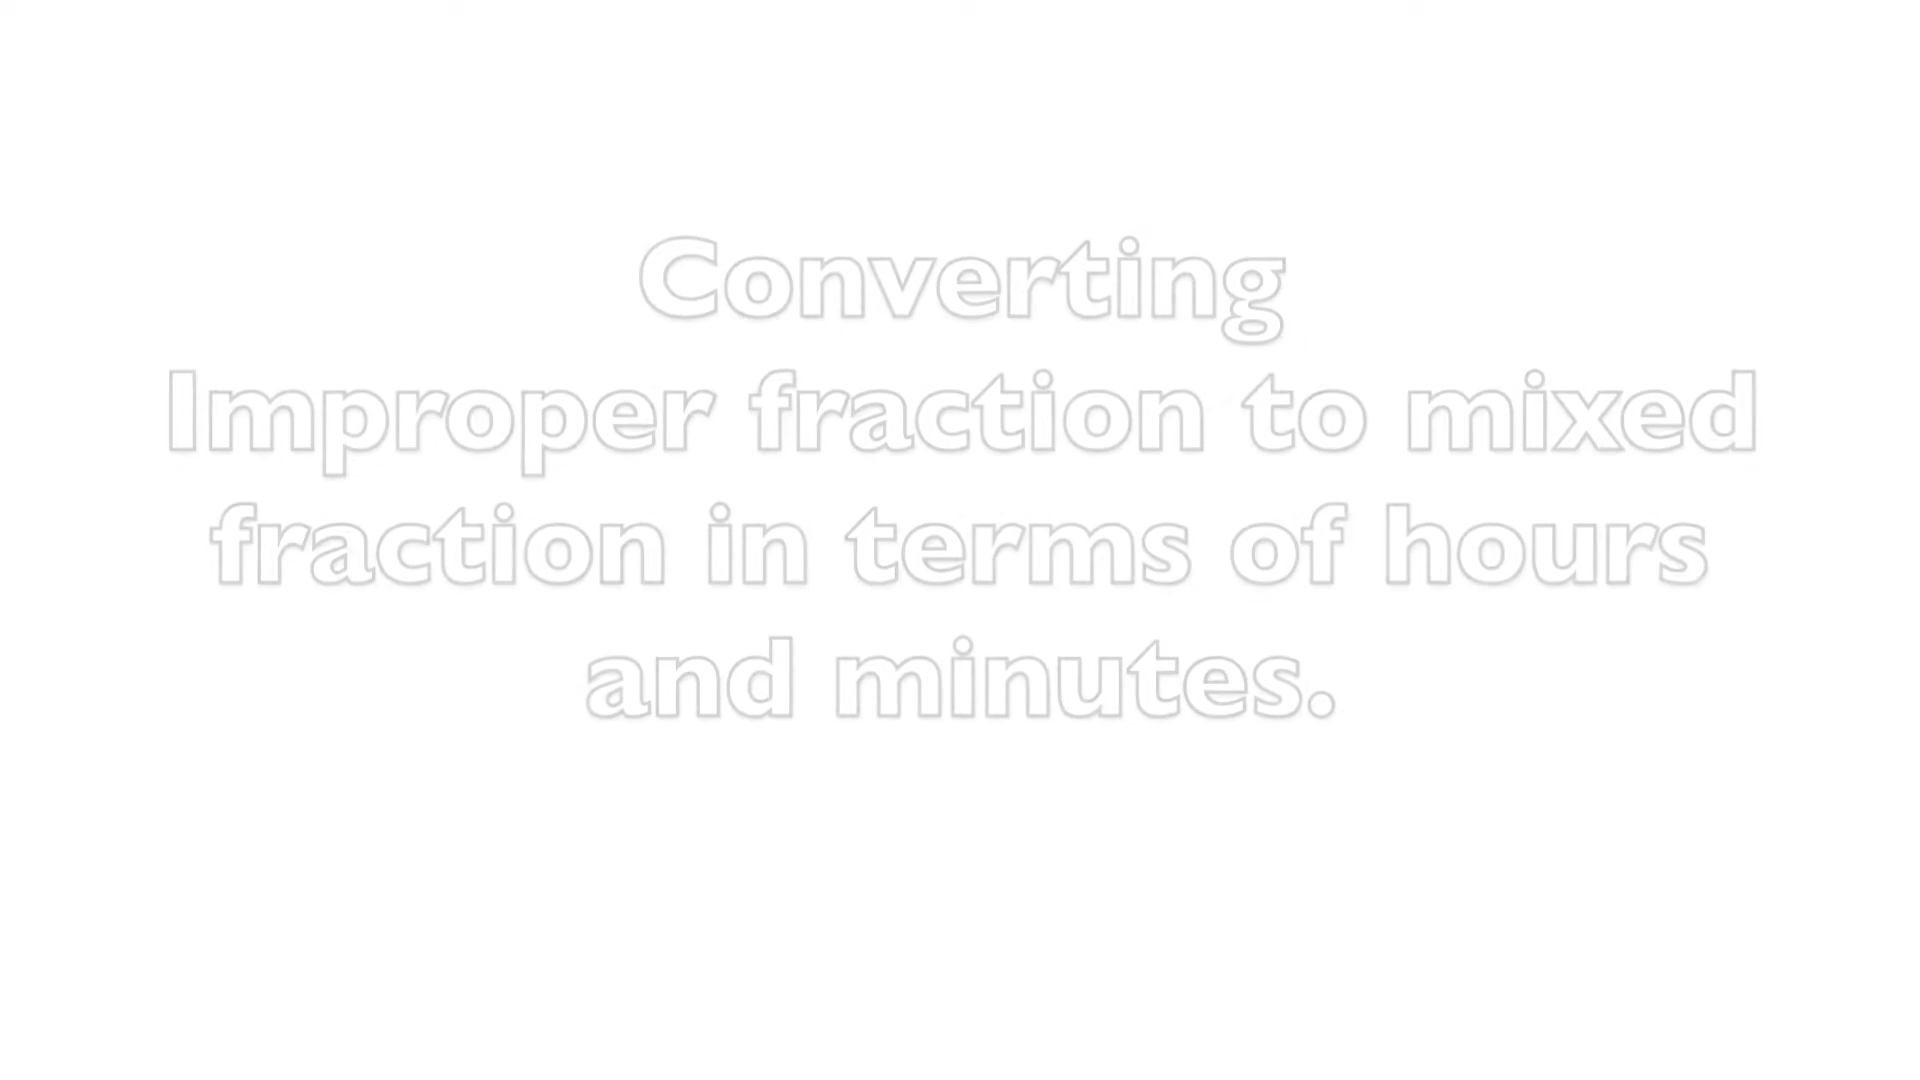 Converting
Improper fraction to mixed
fraction in terms of hours
and minutes.